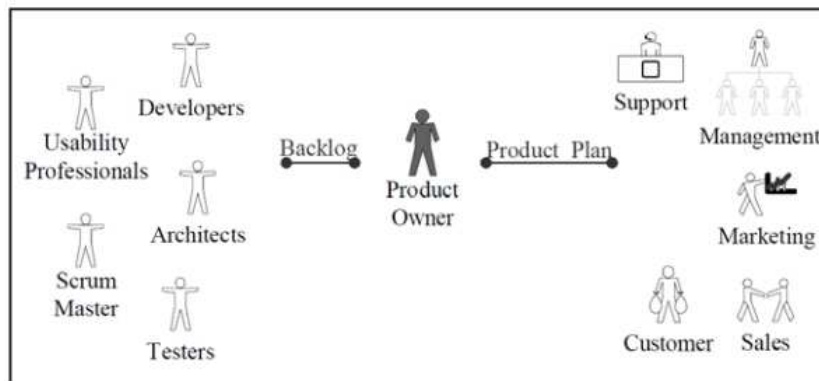 Developers
Usability
Professionals
Architects
Scrum
Master
Testers
Backlog
Product
Owner
Product Plan
Support
Management
Marketing
Customer
Sales